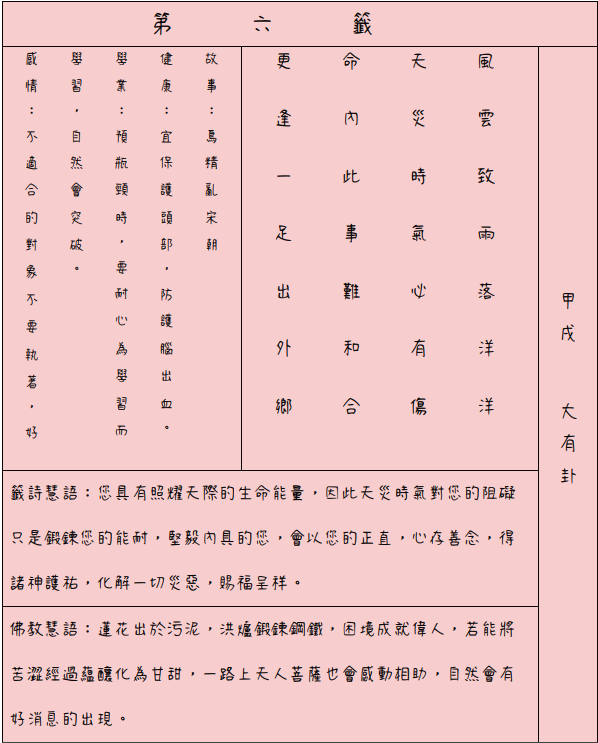 第六籤
甲戌 大有卦
風雲致雨落洋洋
天災時氣必有傷
命內此事難和合
更逢一足出外鄉
故事：烏精亂宋朝
健康：宜保護頭部，防護腦出血。
學業：預瓶頸時，要耐心為學習而
學習，自然會突破。
感情：不適合的對象不要執著，好
籤詩慧語：您具有照耀天際的生命能量，因此天災時氣對您的阻礙
只是鍛鍊您的能耐，堅毅內具的您，會以您的正直，心存善念，得
諸神護祐，化解一切災惡，賜福呈祥。
佛教慧語：蓮花出於污泥，洪爐鍛鍊鋼鐵，困境成就偉人，若能將
苦澀經過蘊釀化為甘甜，一路上天人菩薩也會感動相助，自然會有
好消息的出現。